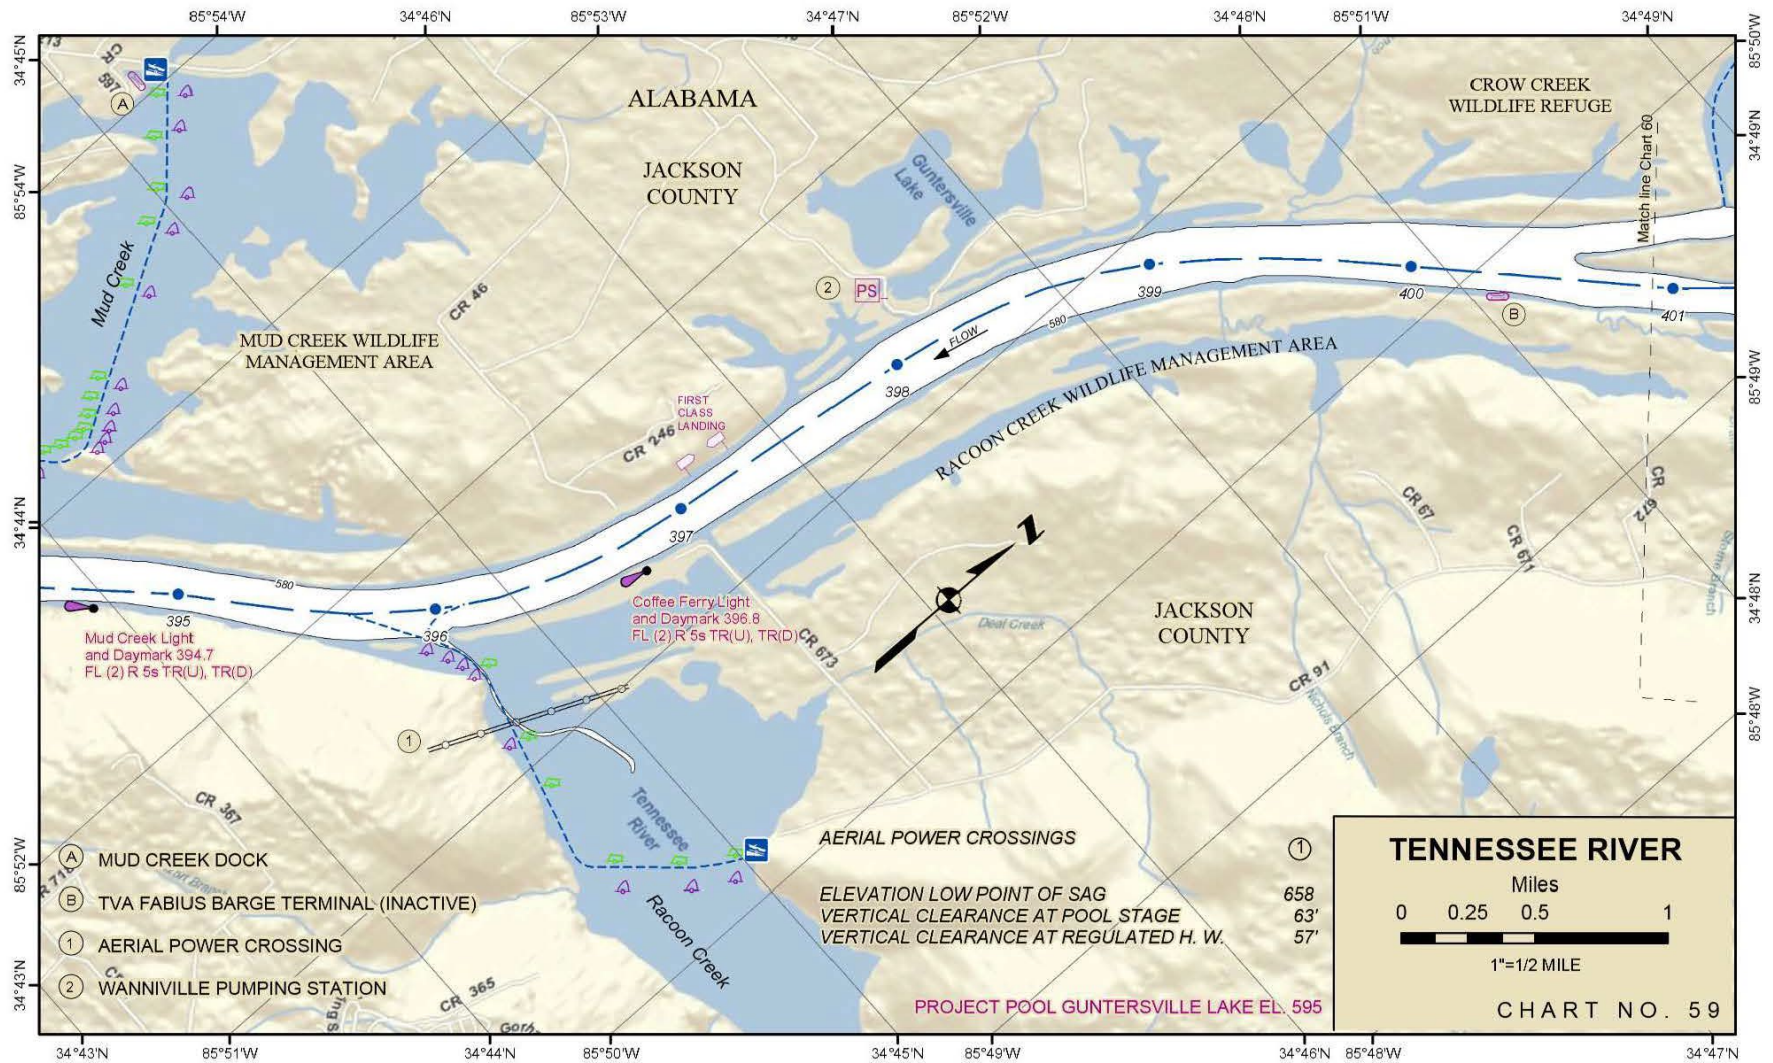 85°54'W
34°46'N
85°53'W
34°47'N
85°52'W
34°48'N
85°51'W
34°49'N
34°45'N
85°54'W
34°44'N
85°52'W
34°43'N
85°50'W
34°49'N
85°49'W
34°48'N
85°48'W
CR
597
A
ALABAMA
CROW CREEK
WILDLIFE REFUGE
Match line Chart 60
JACKSON
COUNTY
Guntersville
Lake
Mud Creek
CR 46
2
PS
MUD CREEK WILDLIFE
MANAGEMENT AREA
399
400
401
B
580
FLOW
398
RACOON CREEK WILDLIFE MANAGEMENT AREA
FIRST
CLASS
LANDING
CR 246
CR 67
CR 671
CR 672
397
N
580
395
396
Mud Creek Light
and Daymark 394.7
FL (2) R 5s TR(U), TR(D)
Coffee Ferry Light
and Daymark 396.8
FL (2) R 5s TR(U), TR(D)
CR 673
Deal Creek
JACKSON
COUNTY
CR 91
Nichols Branch
Branch
1
CR 367
Tennessee
River
Racoon Creek
CR 365
A MUD CREEK DOCK
B TVA FABIUS BARGE TERMINAL (INACTIVE)
1 AERIAL POWER CROSSING
2 WANNIVILLE PUMPING STATION
AERIAL POWER CROSSINGS 1
ELEVATION LOW POINT OF SAG 658
VERTICAL CLEARANCE AT POOL STAGE 63'
VERTICAL CLEARANCE AT REGULATED H. W. 57'
PROJECT POOL GUNTERSVILLE LAKE EL. 595
TENNESSEE RIVER
Miles
0 0.25 0.5 1
1"=1/2 MILE
CHART NO. 59
34°43'N
85°51'W
34°44'N
85°50'W
34°45'N
85°49'W
34°46'N
85°48'W
34°47'N